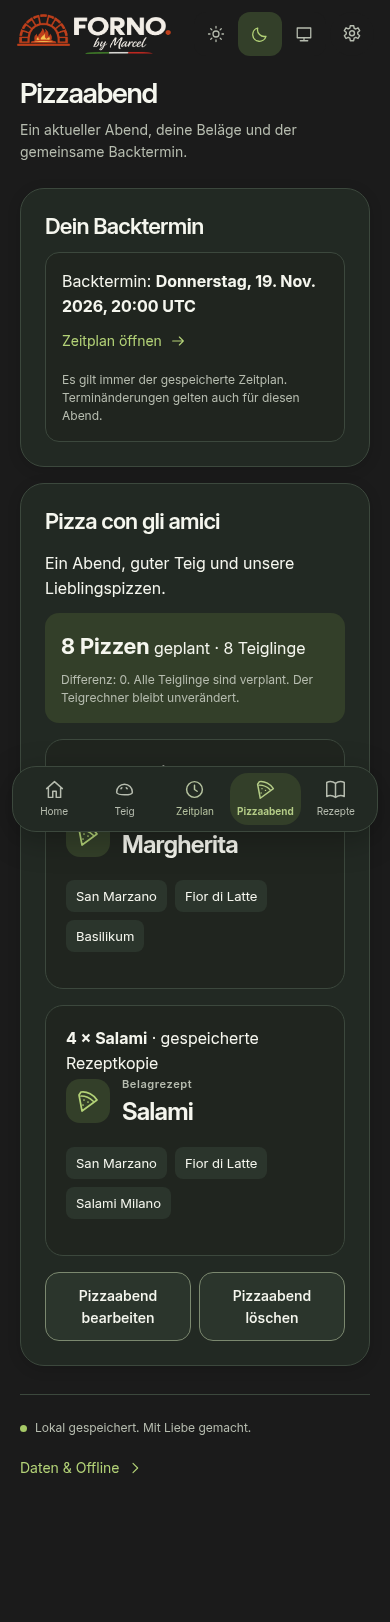 FORNO.
by Marcel
Pizzaabend
Ein aktueller Abend, deine Beläge und der
gemeinsame Backtermin.
Dein Backtermin
Backtermin: Donnerstag, 19. Nov.
2026, 20:00 UTC
Zeitplan öffnen
Es gilt immer der gespeicherte Zeitplan.
Terminänderungen gelten auch für diesen
Abend.
Pizza con gli amici
Ein Abend, guter Teig und unsere
Lieblingspizzen.
8 Pizzen geplant · 8 Teiglinge
Differenz: 0. Alle Teiglinge sind verplant. Der
Teigrechner bleibt unverändert.
Home
Teig
Zeitplan
Pizzaabend
Rezepte
Margherita
San Marzano
Fior di Latte
Basilikum
4 × Salami · gespeicherte
Rezeptkopie
Belagrezept
Salami
San Marzano
Fior di Latte
Salami Milano
Pizzaabend
bearbeiten
Pizzaabend
löschen
Lokal gespeichert. Mit Liebe gemacht.
Daten & Offline